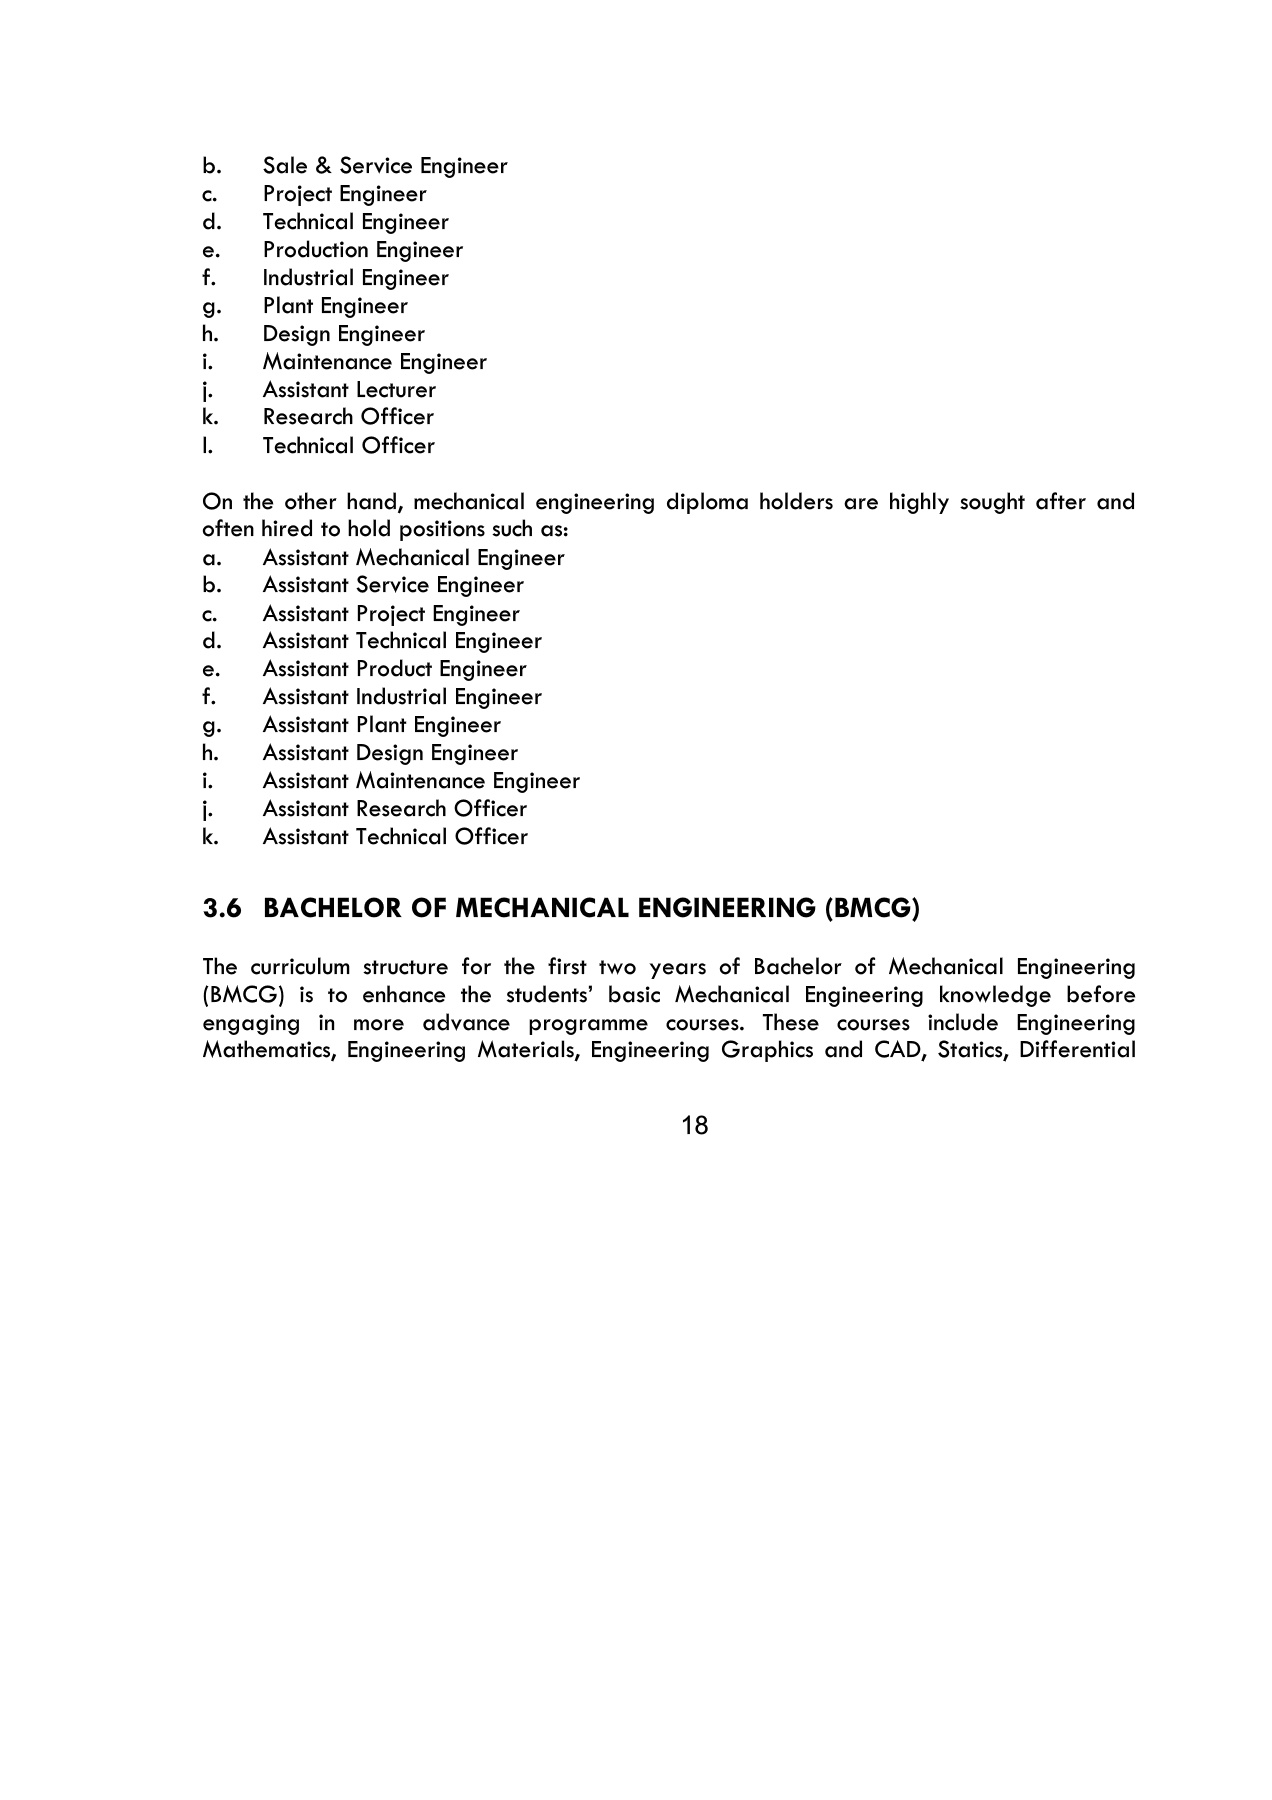 b. Sale & Service Engineer
c. Project Engineer
d. Technical Engineer
e. Production Engineer
f. Industrial Engineer
g. Plant Engineer
h. Design Engineer
i. Maintenance Engineer
j. Assistant Lecturer
k. Research Officer
l. Technical Officer
On the other hand, mechanical engineering diploma holders are highly sought after and
often hired to hold positions such as:
a. Assistant Mechanical Engineer
b. Assistant Service Engineer
c. Assistant Project Engineer
d. Assistant Technical Engineer
e. Assistant Product Engineer
f. Assistant Industrial Engineer
g. Assistant Plant Engineer
h. Assistant Design Engineer
i. Assistant Maintenance Engineer
j. Assistant Research Officer
k. Assistant Technical Officer
3.6 BACHELOR OF MECHANICAL ENGINEERING (BMCG)
The curriculum structure for the first two years of Bachelor of Mechanical Engineering
(BMCG) is to enhance the students’ basic Mechanical Engineering knowledge before
engaging in more advance programme courses. These courses include Engineering
Mathematics, Engineering Materials, Engineering Graphics and CAD, Statics, Differential
18